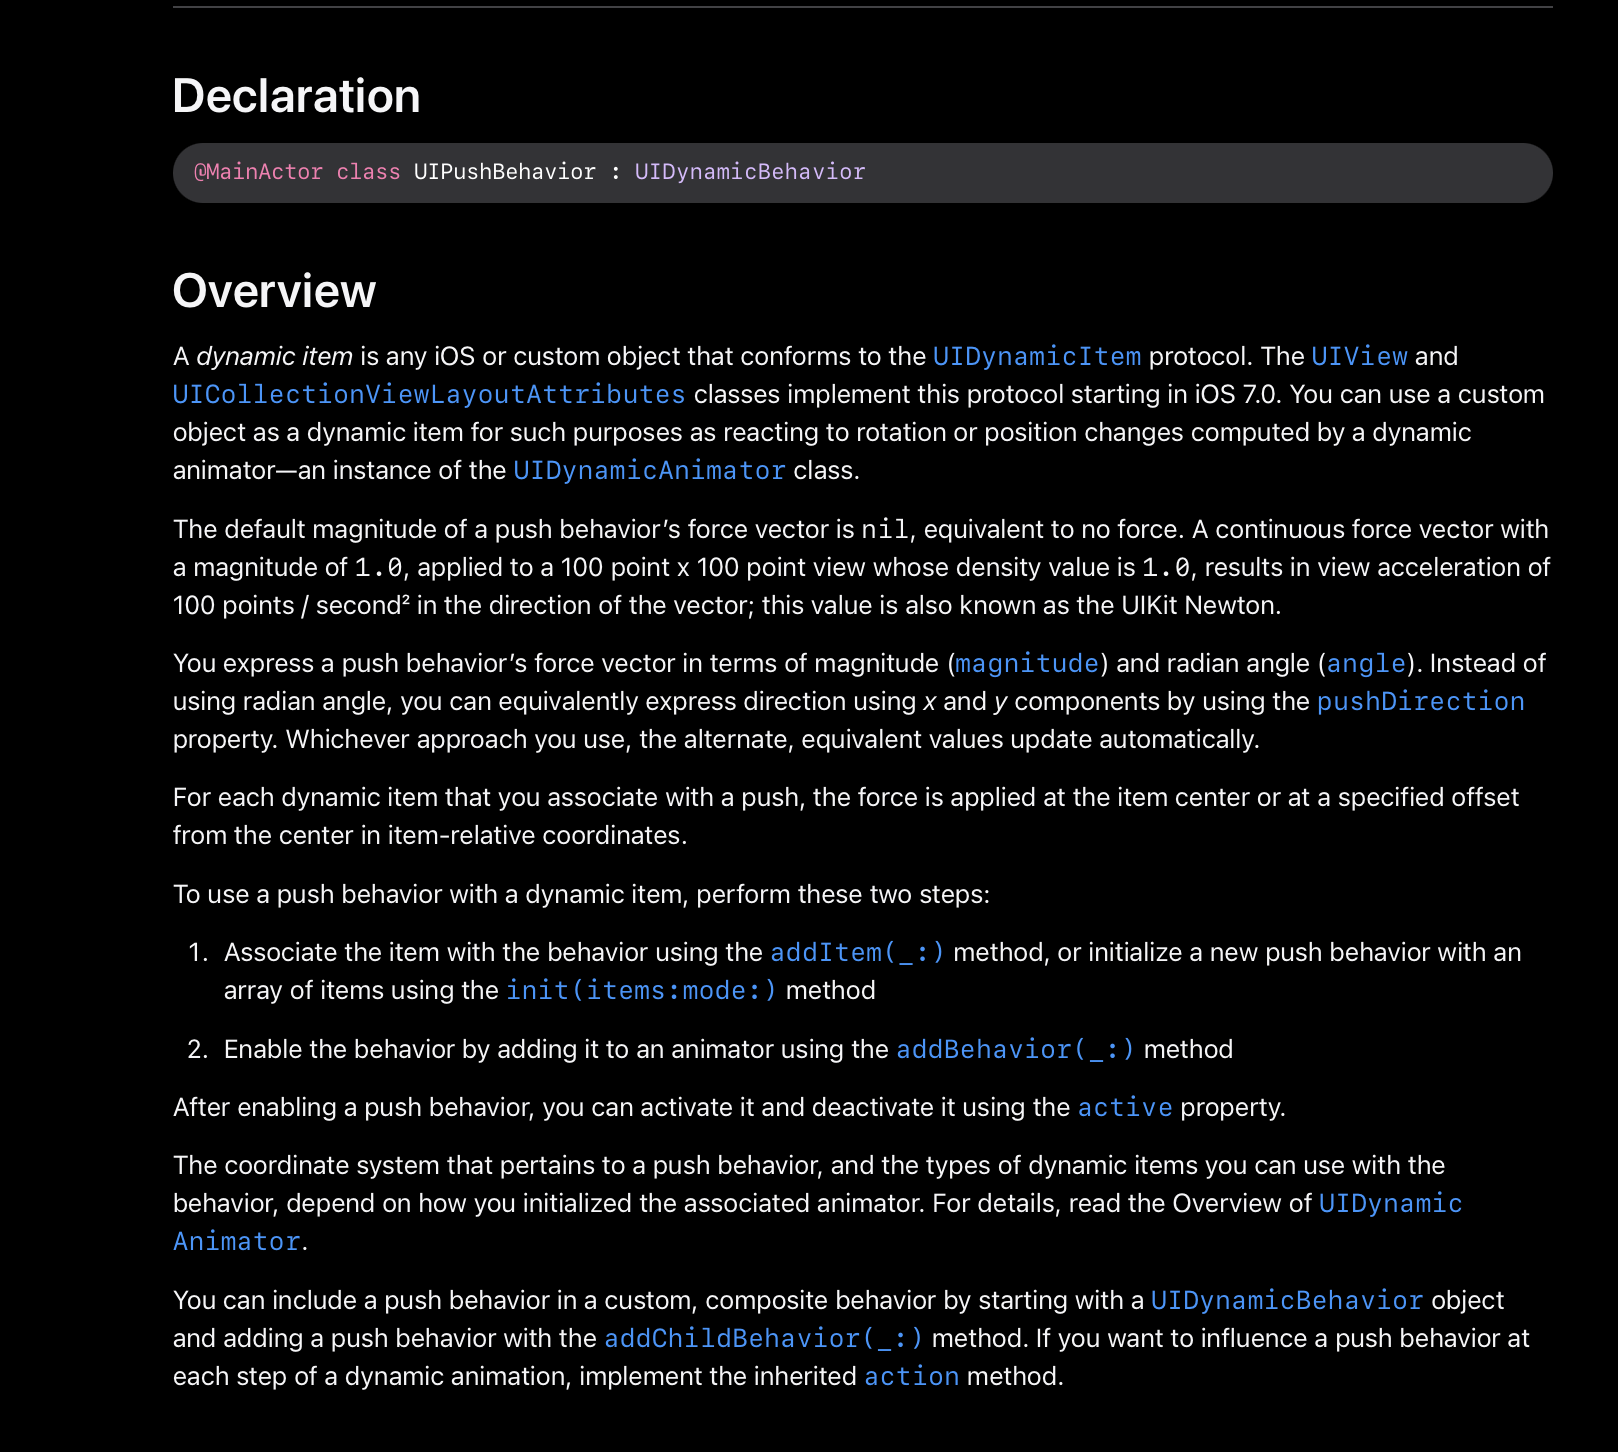 Declaration
@MainActor class UIPushBehavior : UIDynamicBehavior
Overview
A dynamic item is any iOS or custom object that conforms to the UIDynamicItem protocol. The UIView and
UICollectionViewLayoutAttributes classes implement this protocol starting in iOS 7.0. You can use a custom
object as a dynamic item for such purposes as reacting to rotation or position changes computed by a dynamic
animator—an instance of the UIDynamicAnimator class.
The default magnitude of a push behavior’s force vector is nil, equivalent to no force. A continuous force vector with
a magnitude of 1.0, applied to a 100 point x 100 point view whose density value is 1.0, results in view acceleration of
100 points / second² in the direction of the vector; this value is also known as the UIKit Newton.
You express a push behavior’s force vector in terms of magnitude (magnitude) and radian angle (angle). Instead of
using radian angle, you can equivalently express direction using x and y components by using the pushDirection
property. Whichever approach you use, the alternate, equivalent values update automatically.
For each dynamic item that you associate with a push, the force is applied at the item center or at a specified offset
from the center in item-relative coordinates.
To use a push behavior with a dynamic item, perform these two steps:
1. Associate the item with the behavior using the addItem(_:) method, or initialize a new push behavior with an
array of items using the init(items:mode:) method
2. Enable the behavior by adding it to an animator using the addBehavior(_:) method
After enabling a push behavior, you can activate it and deactivate it using the active property.
The coordinate system that pertains to a push behavior, and the types of dynamic items you can use with the
behavior, depend on how you initialized the associated animator. For details, read the Overview of UIDynamic
Animator.
You can include a push behavior in a custom, composite behavior by starting with a UIDynamicBehavior object
and adding a push behavior with the addChildBehavior(_:) method. If you want to influence a push behavior at
each step of a dynamic animation, implement the inherited action method.